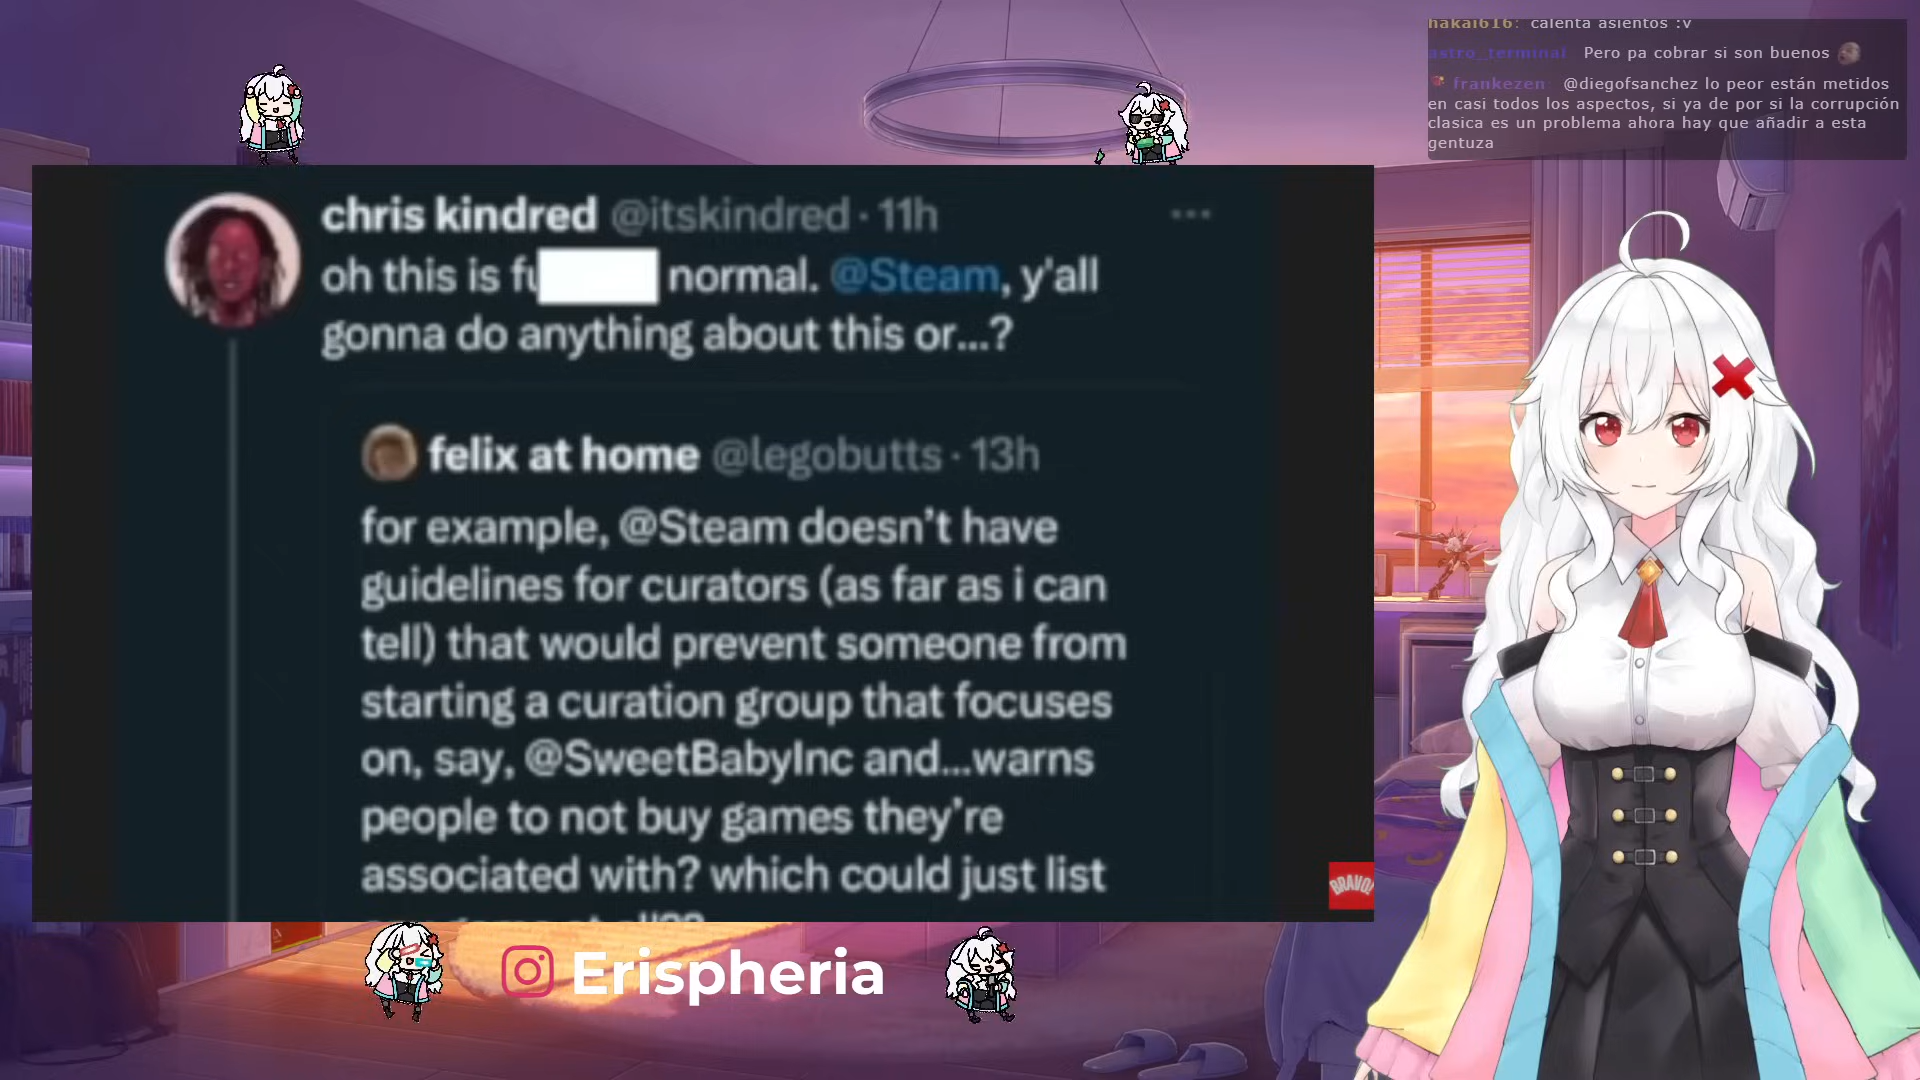 hakai616: calenta asientos :v
astro_terminal Pero pa cobrar si son buenos
frankezen: @diegofsanchez lo peor están metidos
en casi todos los aspectos, si ya de por si la corrupción
clasica es un problema ahora hay que añadir a esta
gentuza
chris kindred @itskindred · 11h
oh this is fu normal. @Steam, y'all
gonna do anything about this or...?
felix at home @legobutts · 13h
for example, @Steam doesn't have
guidelines for curators (as far as i can
tell) that would prevent someone from
starting a curation group that focuses
on, say, @SweetBabyInc and...warns
people to not buy games they're
associated with? which could just list
BRAVO!
Erispheria